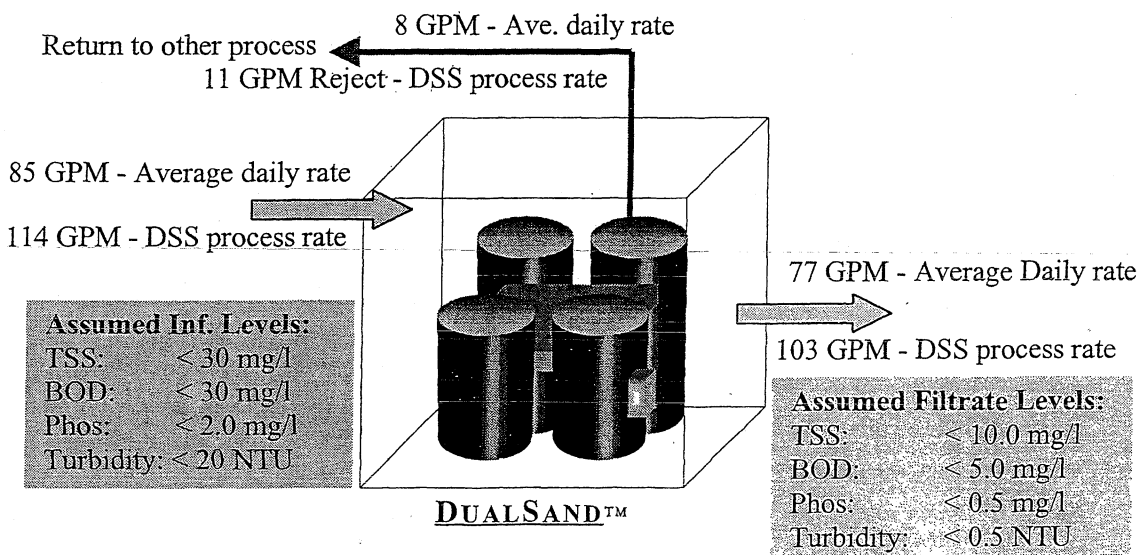 8 GPM - Ave. daily rate
Return to other process
11 GPM Reject - DSS process rate
85 GPM - Average daily rate
114 GPM - DSS process rate
77 GPM - Average Daily rate
103 GPM - DSS process rate
Assumed Inf. Levels:
TSS: < 30 mg/l
BOD: < 30 mg/l
Phos: < 2.0 mg/l
Turbidity: < 20 NTU
Assumed Filtrate Levels:
TSS: < 10.0 mg/l
BOD: < 5.0 mg/l
Phos: < 0.5 mg/l
Turbidity: < 0.5 NTU
DUALSAND™